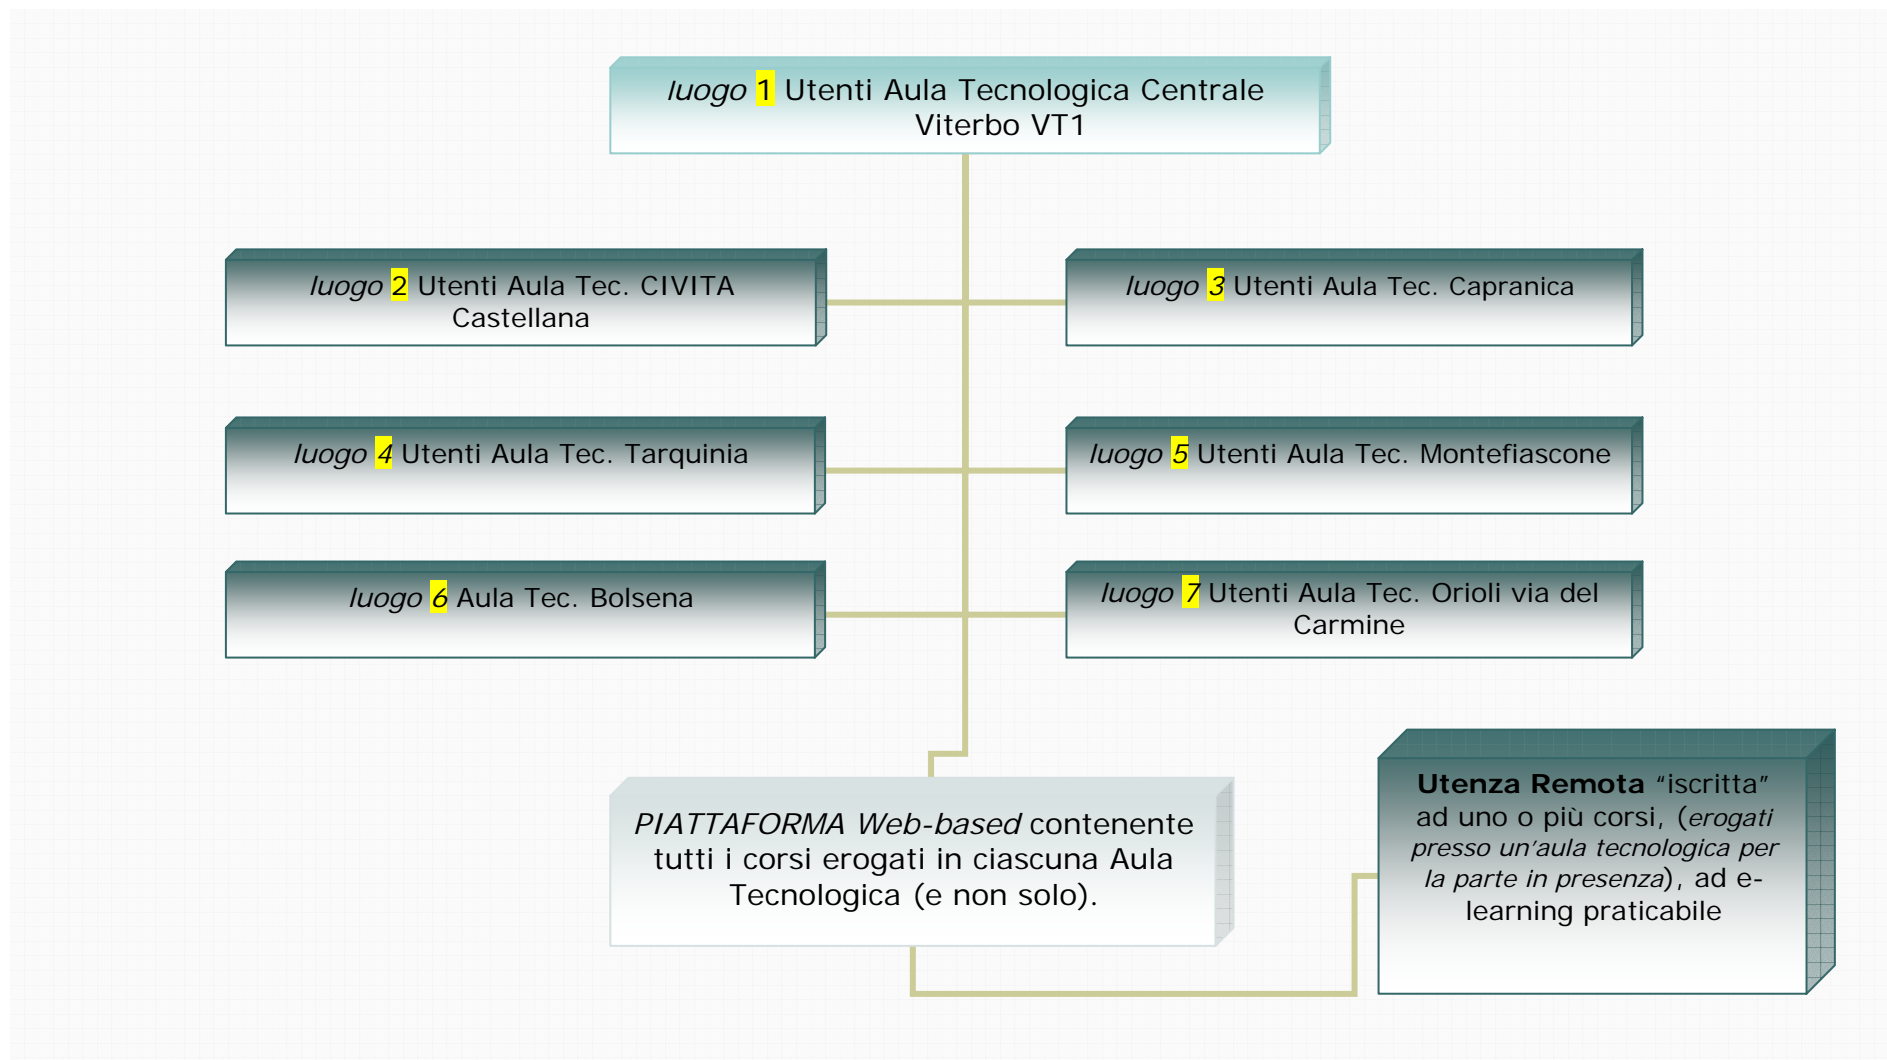 luogo 1 Utenti Aula Tecnologica Centrale
Viterbo VT1
luogo 2 Utenti Aula Tec. CIVITA
Castellana
luogo 3 Utenti Aula Tec. Capranica
luogo 4 Utenti Aula Tec. Tarquinia
luogo 5 Utenti Aula Tec. Montefiascone
luogo 6 Aula Tec. Bolsena
luogo 7 Utenti Aula Tec. Orioli via del
Carmine
PIATTAFORMA Web-based contenente
tutti i corsi erogati in ciascuna Aula
Tecnologica (e non solo).
Utenza Remota “iscritta”
ad uno o più corsi, (erogati
presso un’aula tecnologica per
la parte in presenza), ad e-
learning praticabile